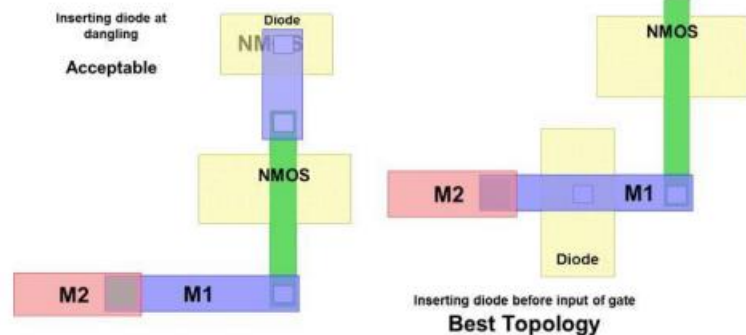 Inserting diode at
dangling
Acceptable
Diode
NMOS
NMOS
M2
M1
NMOS
M2
M1
Diode
Inserting diode before input of gate
Best Topology